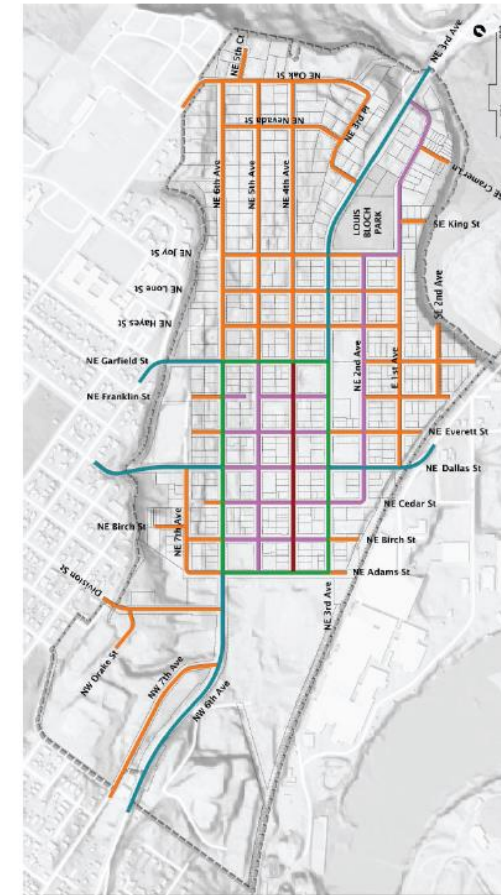 NE 3rd Ave
NE 5th Ct
NE Oak St
NE Nevada St
NE 3rd Pl
NE 6th Ave
NE 5th Ave
NE 4th Ave
SE Cramer Ln
LOUIS
BLOCH
PARK
SE King St
NE Joy St
NE Lone St
NE Hayes St
SE 2nd Ave
NE 2nd Ave
E 1st Ave
NE Garfield St
NE Franklin St
NE Everett St
NE Dallas St
NE Cedar St
NE Birch St
NE 7th Ave
NE Birch St
NE Adams St
NE 3rd Ave
Division St
NW Drake St
NW 7th Ave
NW 6th Ave